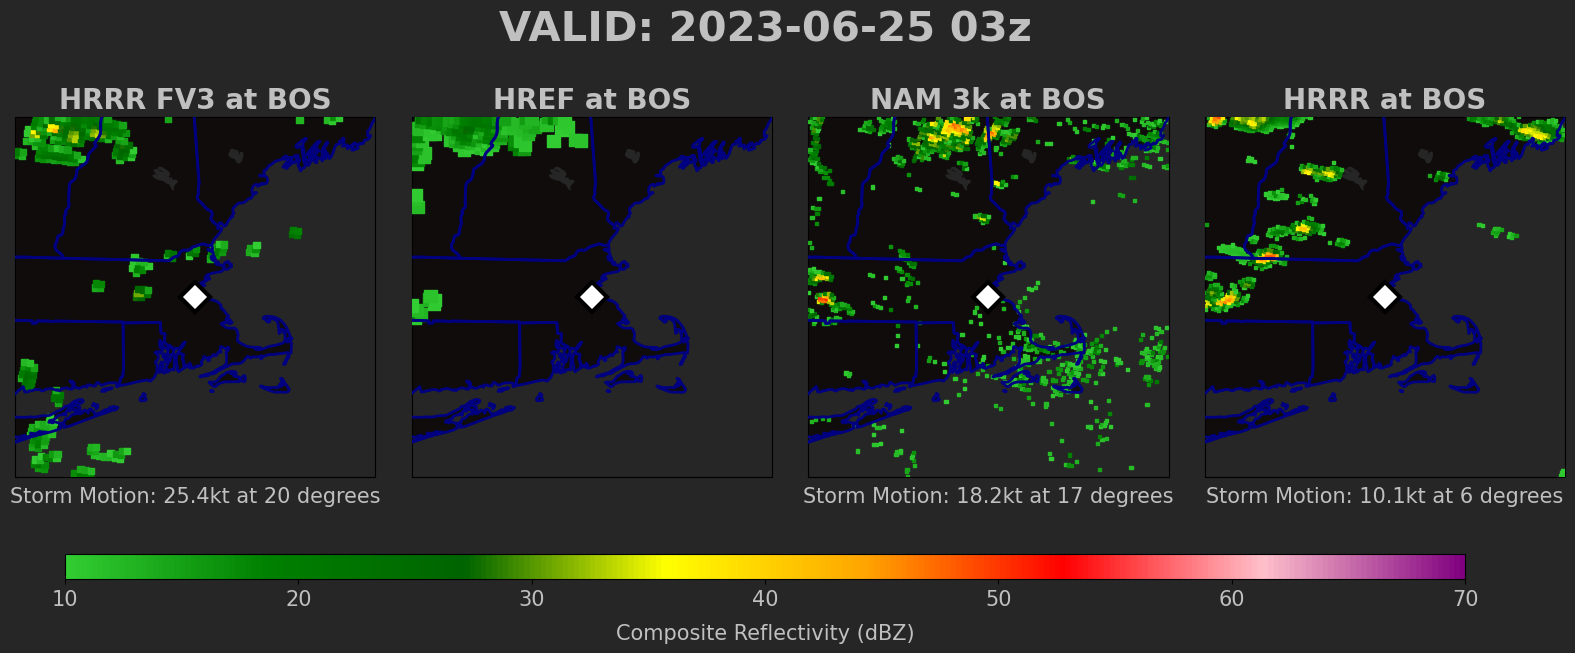 VALID: 2023-06-25 03z
HRRR FV3 at BOS
HREF at BOS
NAM 3k at BOS
HRRR at BOS
Storm Motion: 25.4kt at 20 degrees
Storm Motion: 18.2kt at 17 degrees
Storm Motion: 10.1kt at 6 degrees
10 20 30 40 50 60 70
Composite Reflectivity (dBZ)